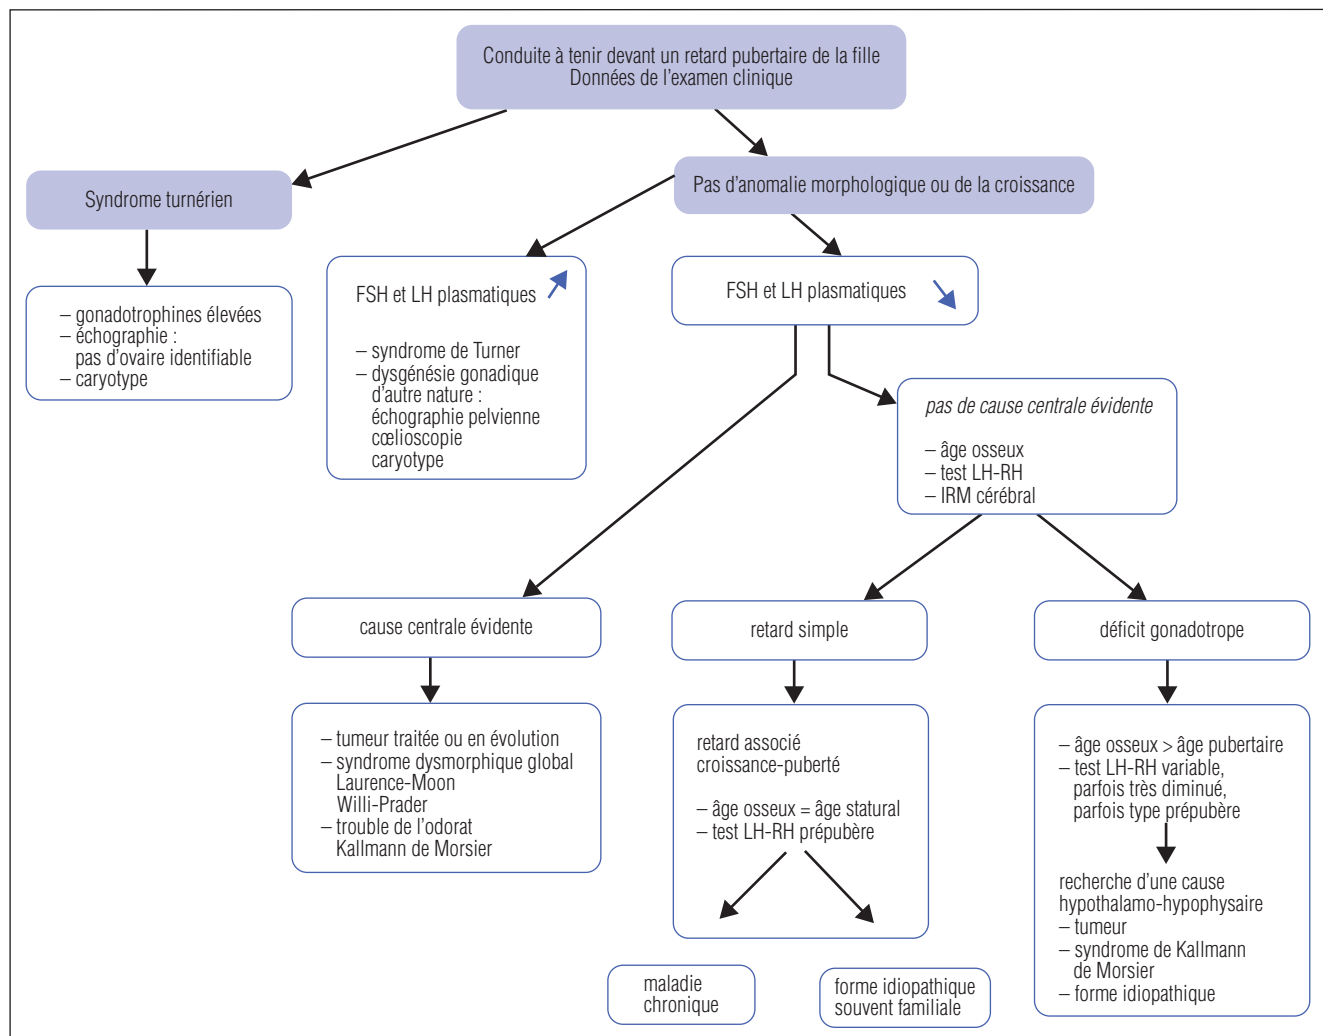 Conduite à tenir devant un retard pubertaire de la fille
Données de l'examen clinique
Syndrome turnérien
Pas d'anomalie morphologique ou de la croissance
– gonadotrophines élevées
– échographie :
pas d'ovaire identifiable
– caryotype
FSH et LH plasmatiques
– syndrome de Turner
– dysgénésie gonadique
d'autre nature :
échographie pelvienne
cœlioscopie
caryotype
FSH et LH plasmatiques
pas de cause centrale évidente
– âge osseux
– test LH-RH
– IRM cérébral
cause centrale évidente
retard simple
déficit gonadotrope
– tumeur traitée ou en évolution
– syndrome dysmorphique global
Laurence-Moon
Willi-Prader
– trouble de l'odorat
Kallmann de Morsier
retard associé
croissance-puberté
– âge osseux = âge statural
– test LH-RH prépubère
– âge osseux > âge pubertaire
– test LH-RH variable,
parfois très diminué,
parfois type prépubère
recherche d'une cause
hypothalamo-hypophysaire
– tumeur
– syndrome de Kallmann
de Morsier
– forme idiopathique
maladie
chronique
forme idiopathique
souvent familiale